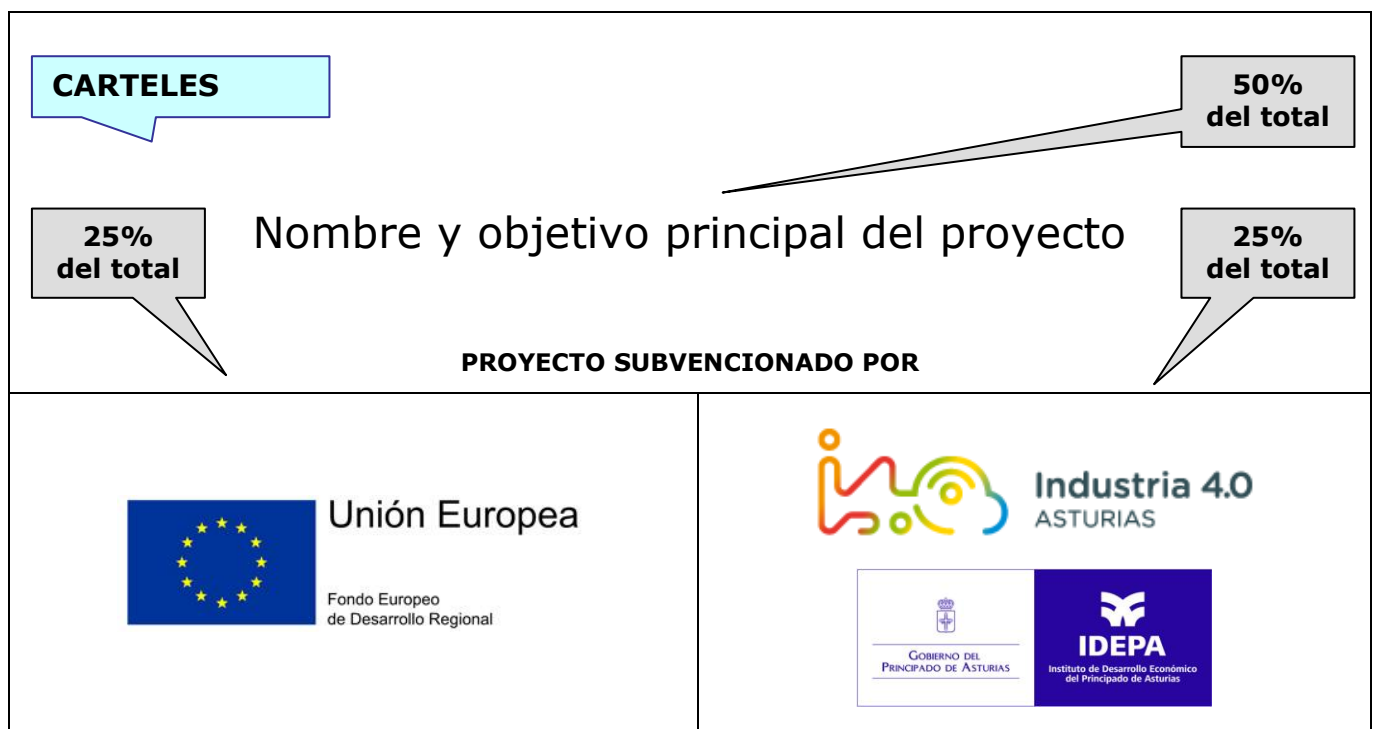 CARTELES
50%
del total
25%
del total
Nombre y objetivo principal del proyecto
25%
del total
PROYECTO SUBVENCIONADO POR
Unión Europea
Fondo Europeo
de Desarrollo Regional
Industria 4.0
ASTURIAS
GOBIERNO DEL
PRINCIPADO DE ASTURIAS
IDEPA
Instituto de Desarrollo Económico
del Principado de Asturias